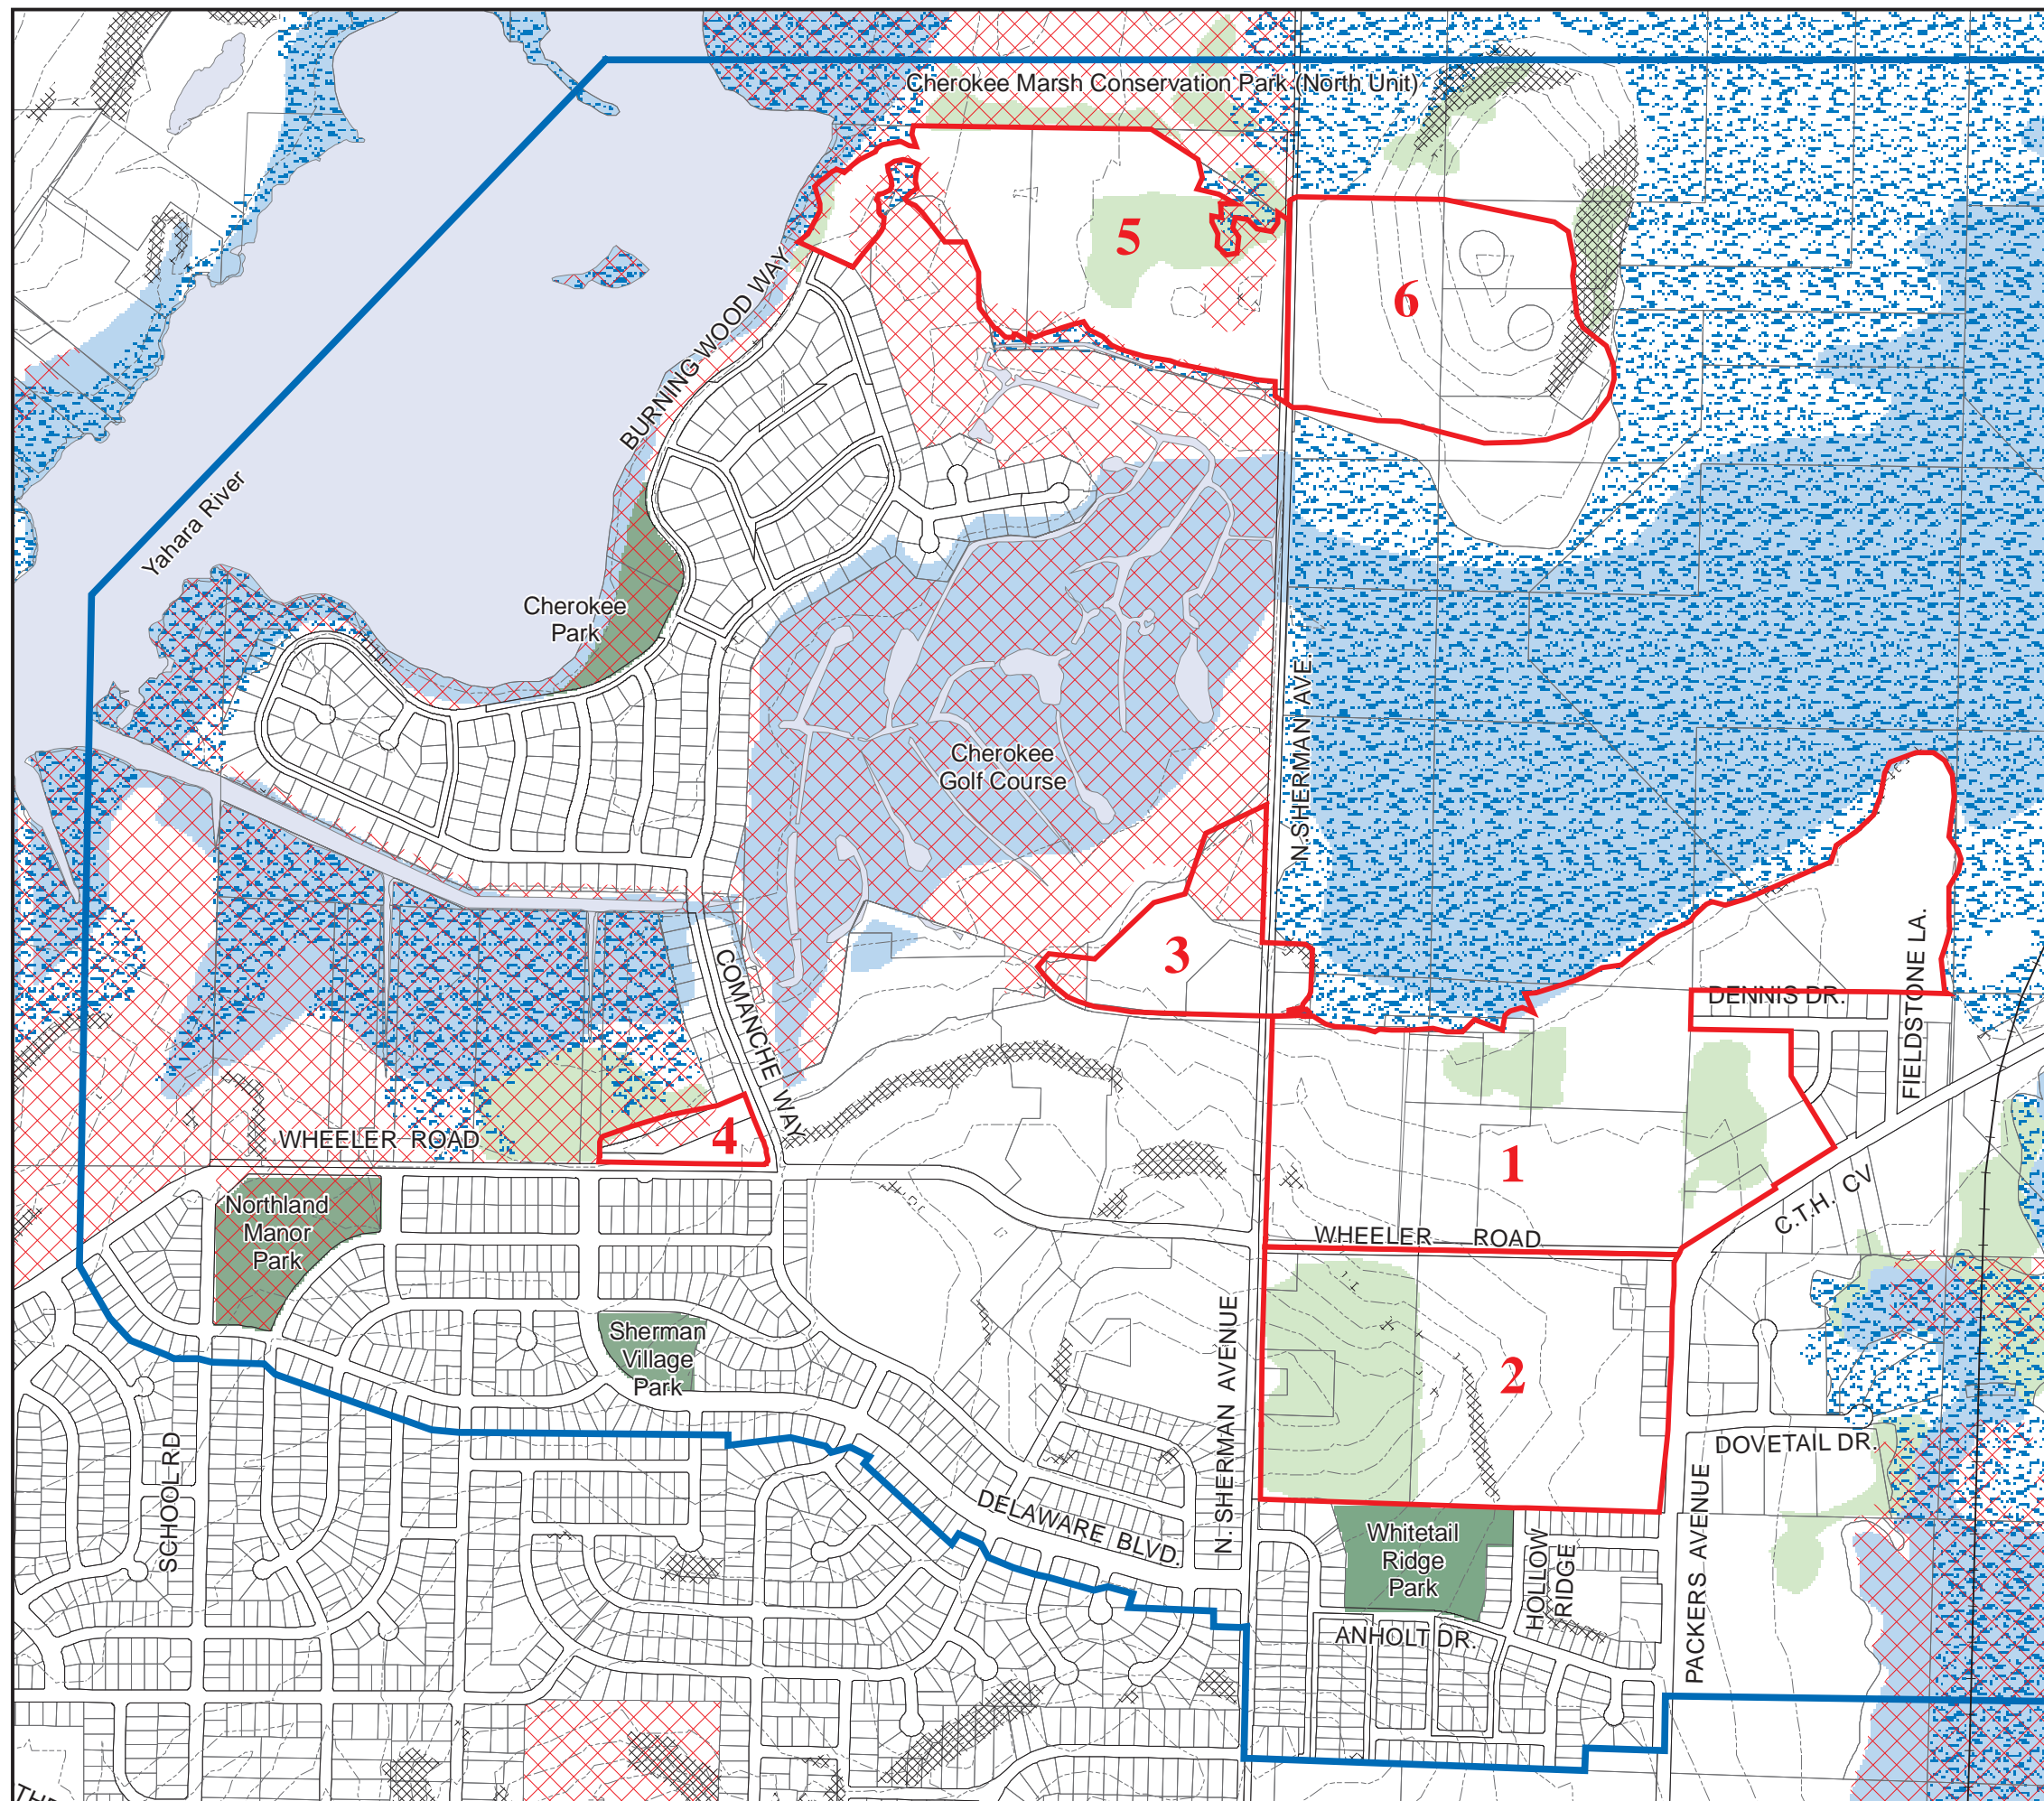 Cherokee Marsh Conservation Park (North Unit)
5
6
BURNING WOOD WAY
Yahara River
Cherokee
Park
N. SHERMAN AVE.
Cherokee
Golf Course
3
COMANCHE WAY
DENNIS DR.
FIELDSTONE LA.
WHEELER ROAD
4
1
C.T.H. CV
Northland
Manor
Park
WHEELER ROAD
Sherman
Village
Park
N. SHERMAN AVENUE
2
SCHOOL RD
DELAWARE BLVD.
DOVETAIL DR.
Whitetail
Ridge
Park
HOLLOW
RIDGE
PACKERS AVENUE
ANHOLT DR.